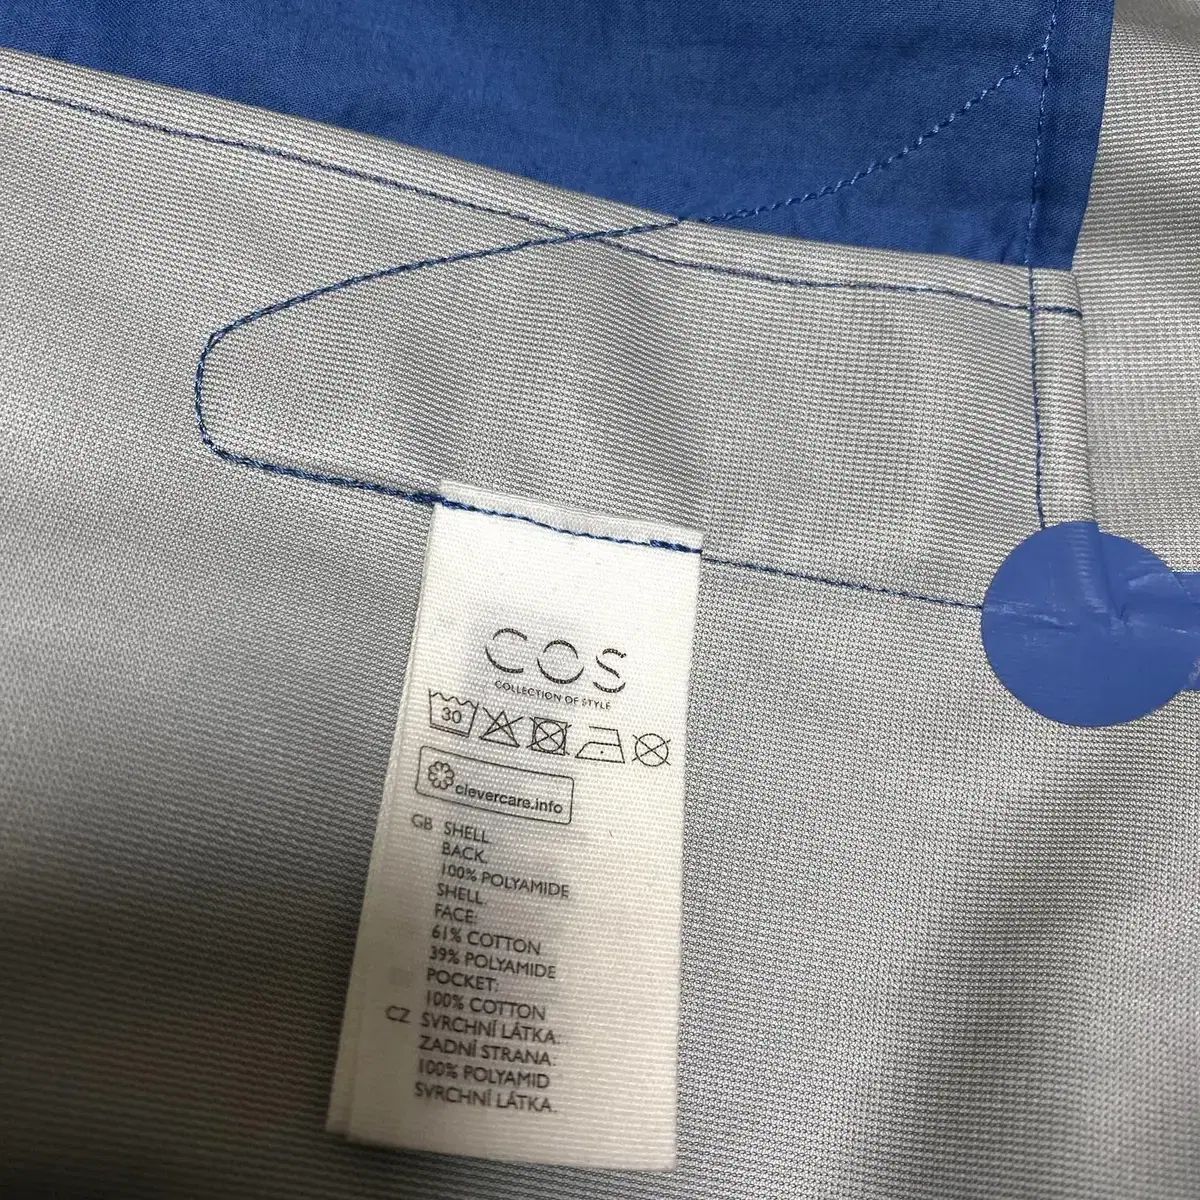 COS
COLLECTION OF STYLE
30
clevercare.info
GB SHELL.
BACK.
100% POLYAMIDE
SHELL.
FACE:
61% COTTON
39% POLYAMIDE
POCKET:
100% COTTON
CZ SVRCHNÍ LÁTKA.
ZADNÍ STRANA.
100% POLYAMID
SVRCHNÍ LÁTKA.